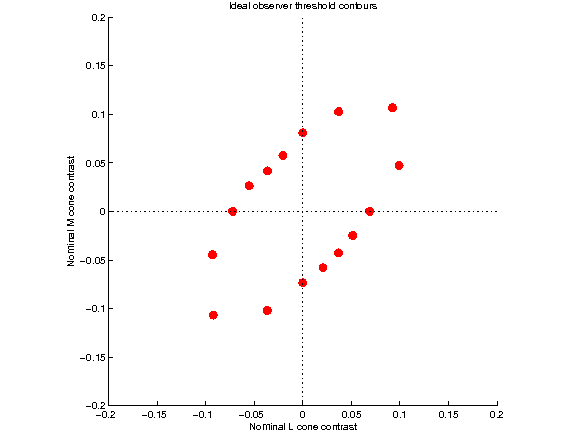 Ideal observer threshold contours
0.2
0.15
0.1
0.05
0
−0.05
−0.1
−0.15
−0.2
Nominal M cone contrast
−0.2 −0.15 −0.1 −0.05 0 0.05 0.1 0.15 0.2
Nominal L cone contrast